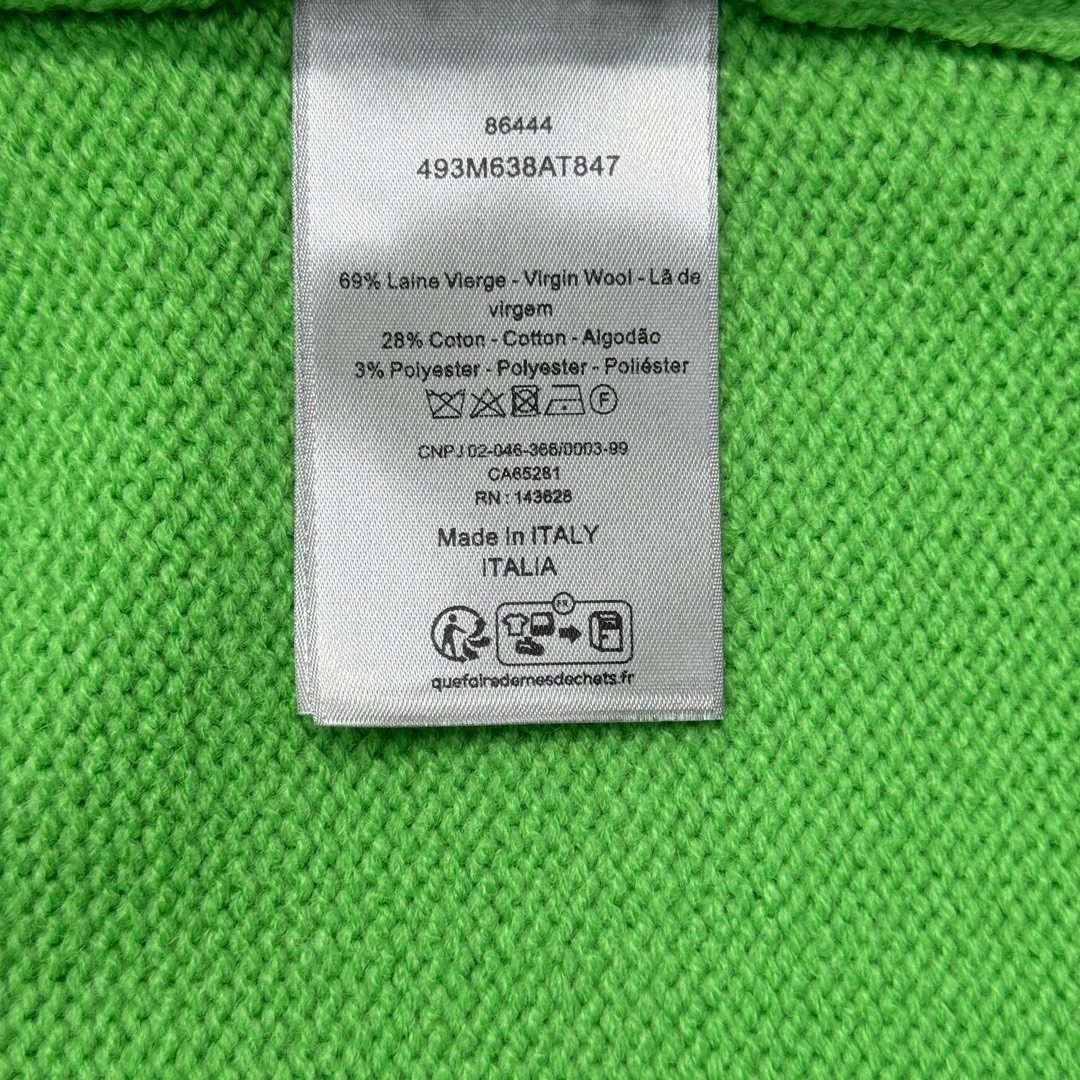 86444
493M638AT847
69% Laine Vierge - Virgin Wool - Lã de
virgem
28% Coton - Cotton - Algodão
3% Polyester - Polyester - Poliéster
F
CNPJ 02-046-366/0003-99
CA65281
RN : 143628
Made In ITALY
ITALIA
FR
quefairedemesdechets.fr